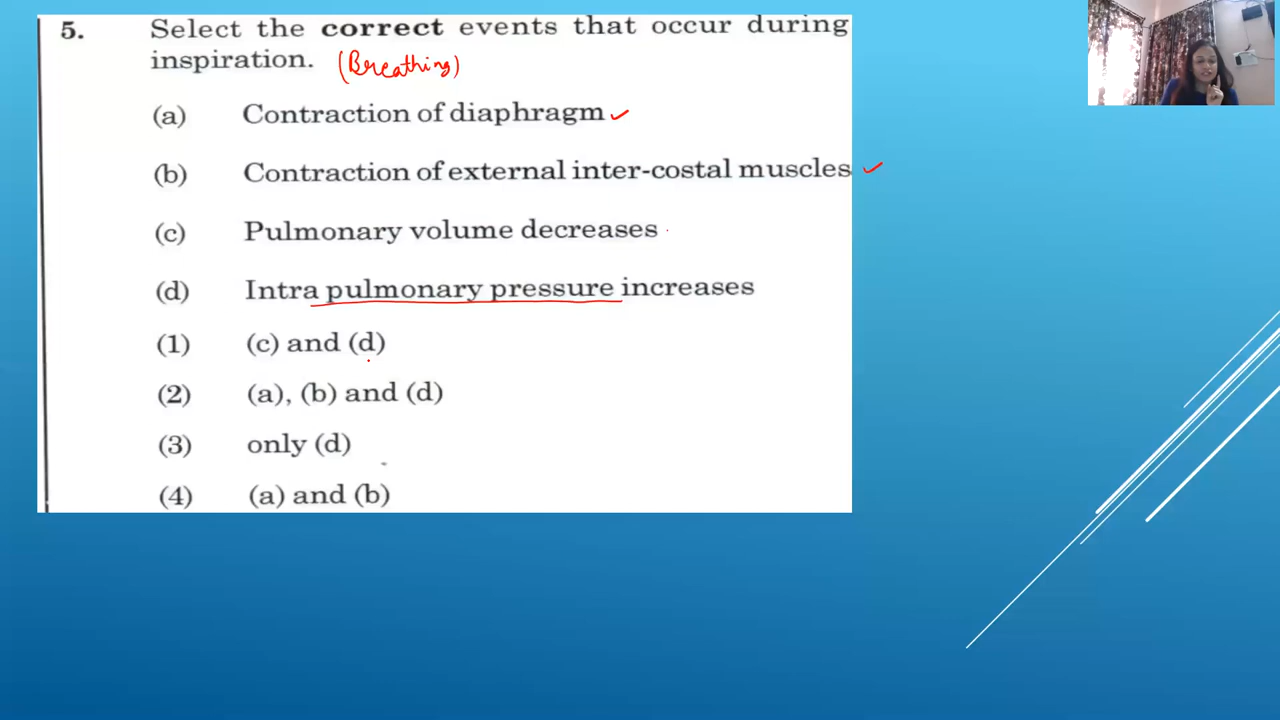 5. Select the correct events that occur during
inspiration. (Breathing)
(a) Contraction of diaphragm
(b) Contraction of external inter-costal muscles
(c) Pulmonary volume decreases
(d) Intra pulmonary pressure increases
(1) (c) and (d)
(2) (a), (b) and (d)
(3) only (d)
(4) (a) and (b)